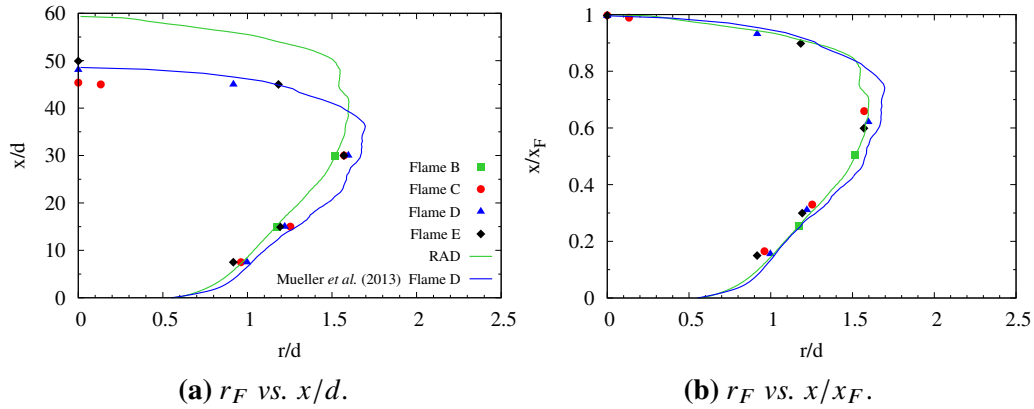 60
50
40
30
20
10
0
x/d
0
0.5
1
1.5
2
2.5
r/d
Flame B
Flame C
Flame D
Flame E
RAD
Mueller et al. (2013) Flame D
(a) r_F vs. x/d.
1
0.8
0.6
0.4
0.2
0
x/x_F
0
0.5
1
1.5
2
2.5
r/d
(b) r_F vs. x/x_F.